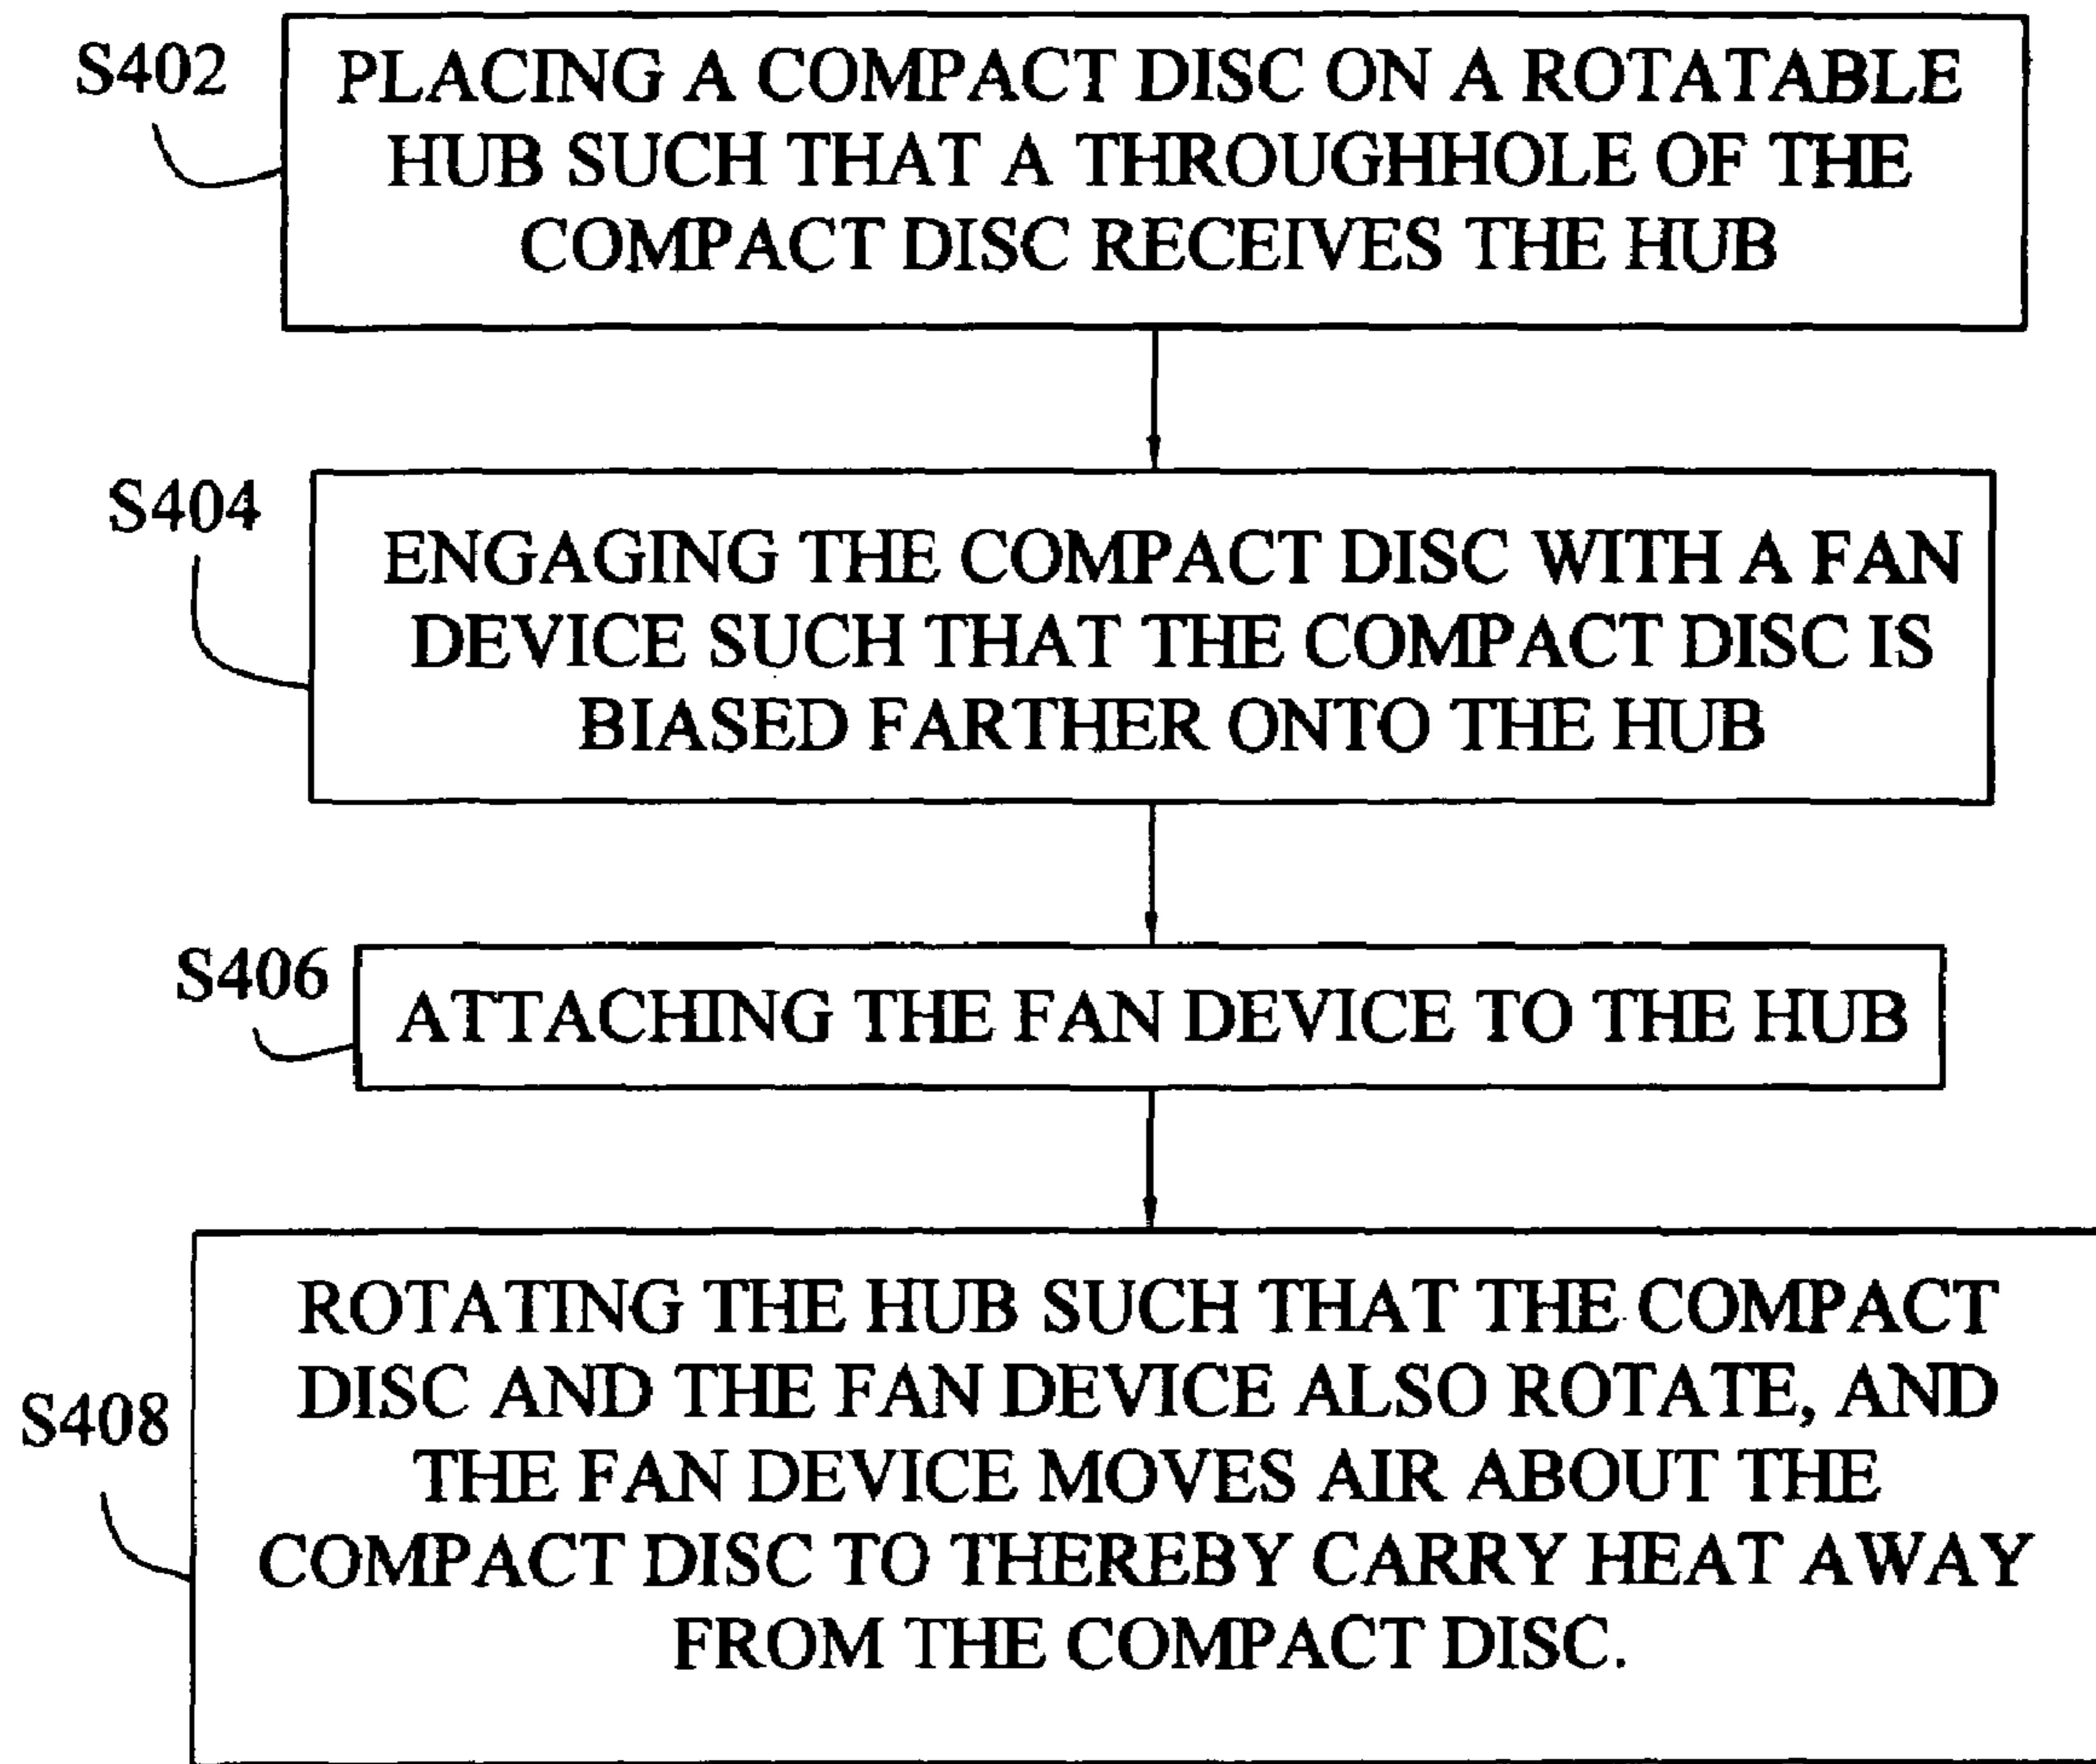 S402
PLACING A COMPACT DISC ON A ROTATABLE
HUB SUCH THAT A THROUGHHOLE OF THE
COMPACT DISC RECEIVES THE HUB
S404
ENGAGING THE COMPACT DISC WITH A FAN
DEVICE SUCH THAT THE COMPACT DISC IS
BIASED FARTHER ONTO THE HUB
S406
ATTACHING THE FAN DEVICE TO THE HUB
S408
ROTATING THE HUB SUCH THAT THE COMPACT
DISC AND THE FAN DEVICE ALSO ROTATE, AND
THE FAN DEVICE MOVES AIR ABOUT THE
COMPACT DISC TO THEREBY CARRY HEAT AWAY
FROM THE COMPACT DISC.